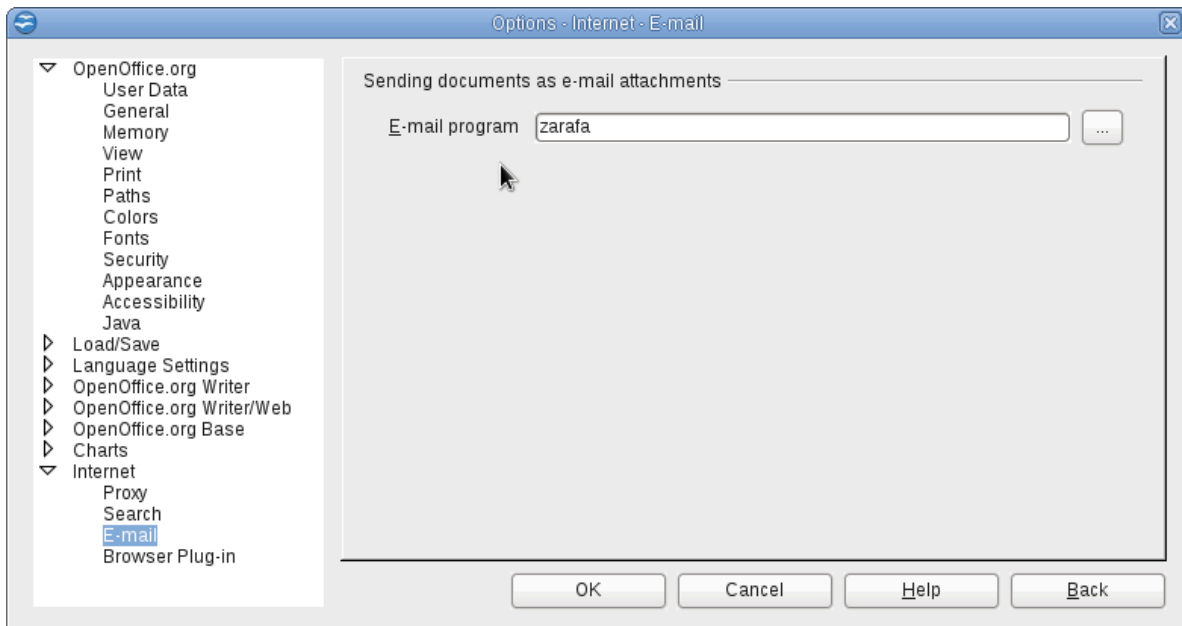 Options - Internet - E-mail
OpenOffice.org
User Data
General
Memory
View
Print
Paths
Colors
Fonts
Security
Appearance
Accessibility
Java
Load/Save
Language Settings
OpenOffice.org Writer
OpenOffice.org Writer/Web
OpenOffice.org Base
Charts
Internet
Proxy
Search
E-mail
Browser Plug-in
Sending documents as e-mail attachments
E-mail program zarafa ...
OK Cancel Help Back